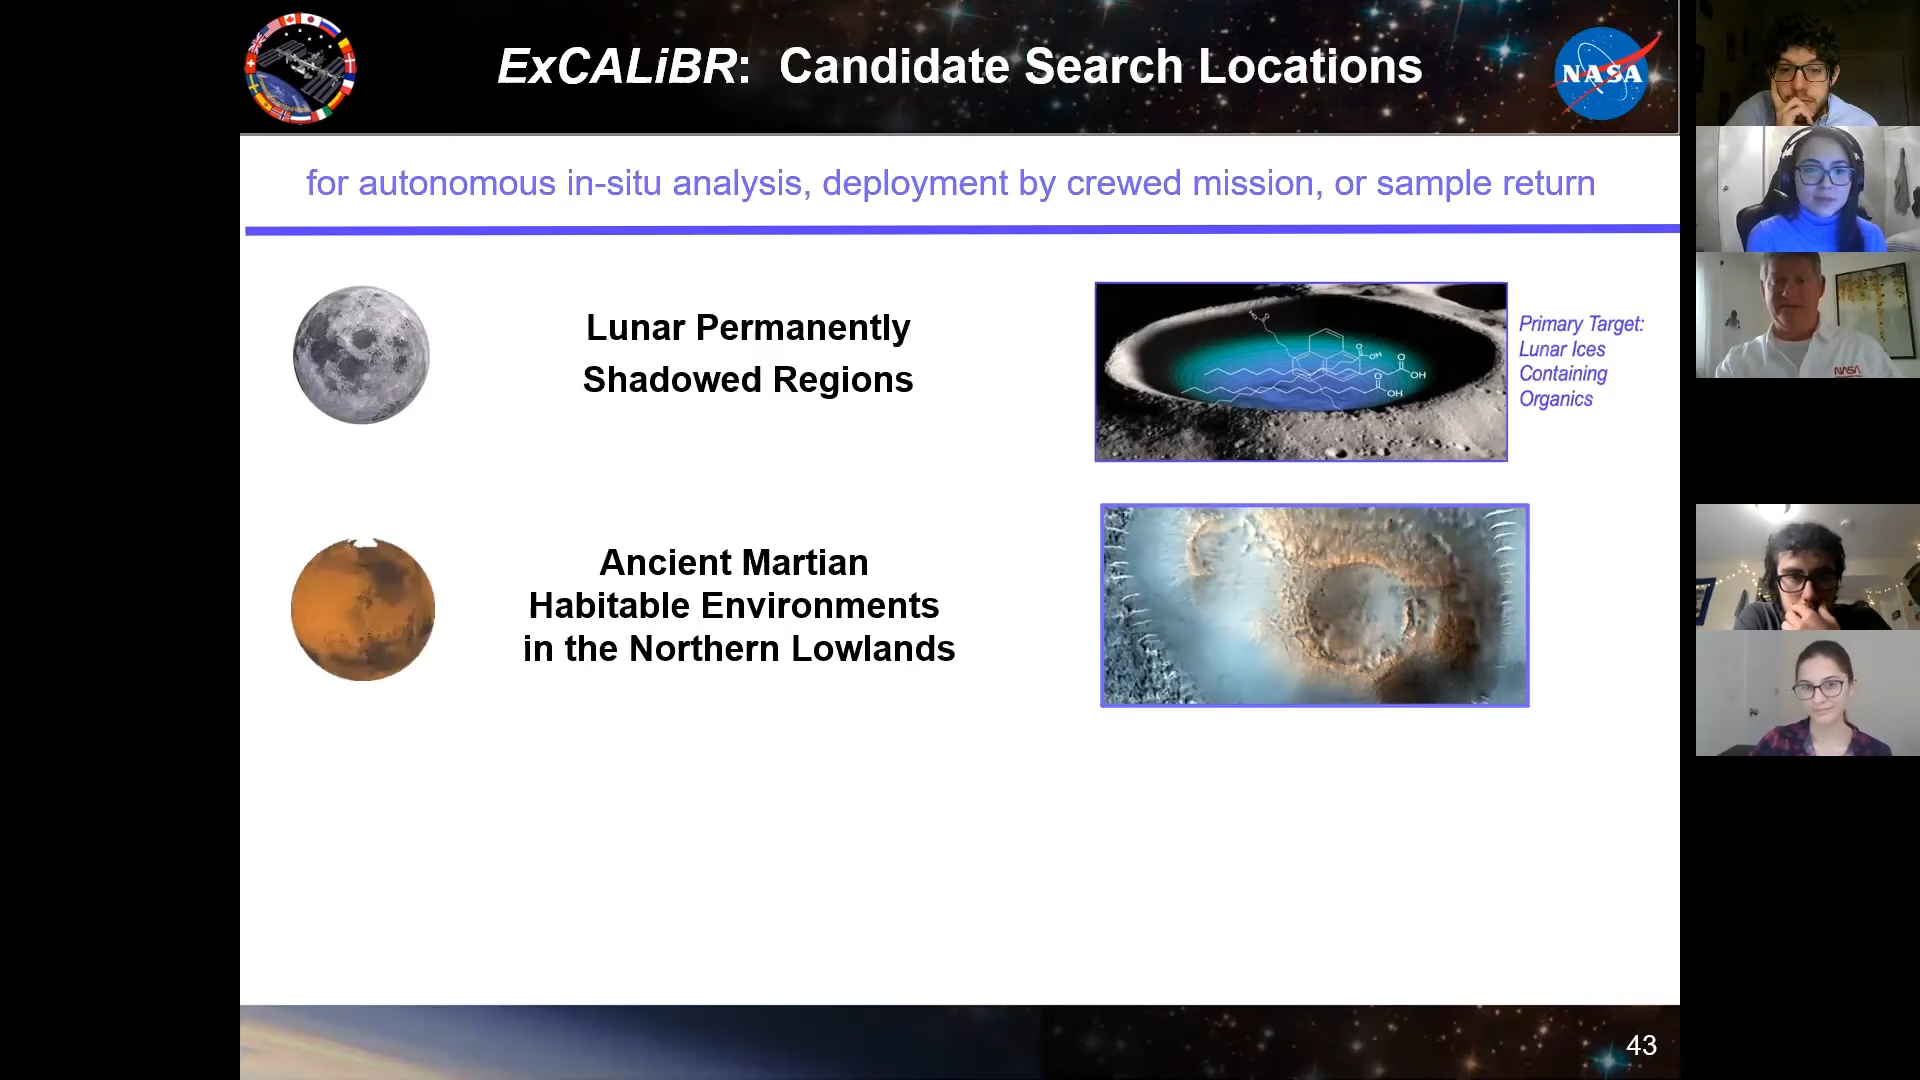 ExCALiBR: Candidate Search Locations
NASA
for autonomous in-situ analysis, deployment by crewed mission, or sample return
Lunar Permanently
Shadowed Regions
HO
O
O
OH
O
OH
O
OH
Primary Target:
Lunar Ices
Containing
Organics
NASA
Ancient Martian
Habitable Environments
in the Northern Lowlands
43